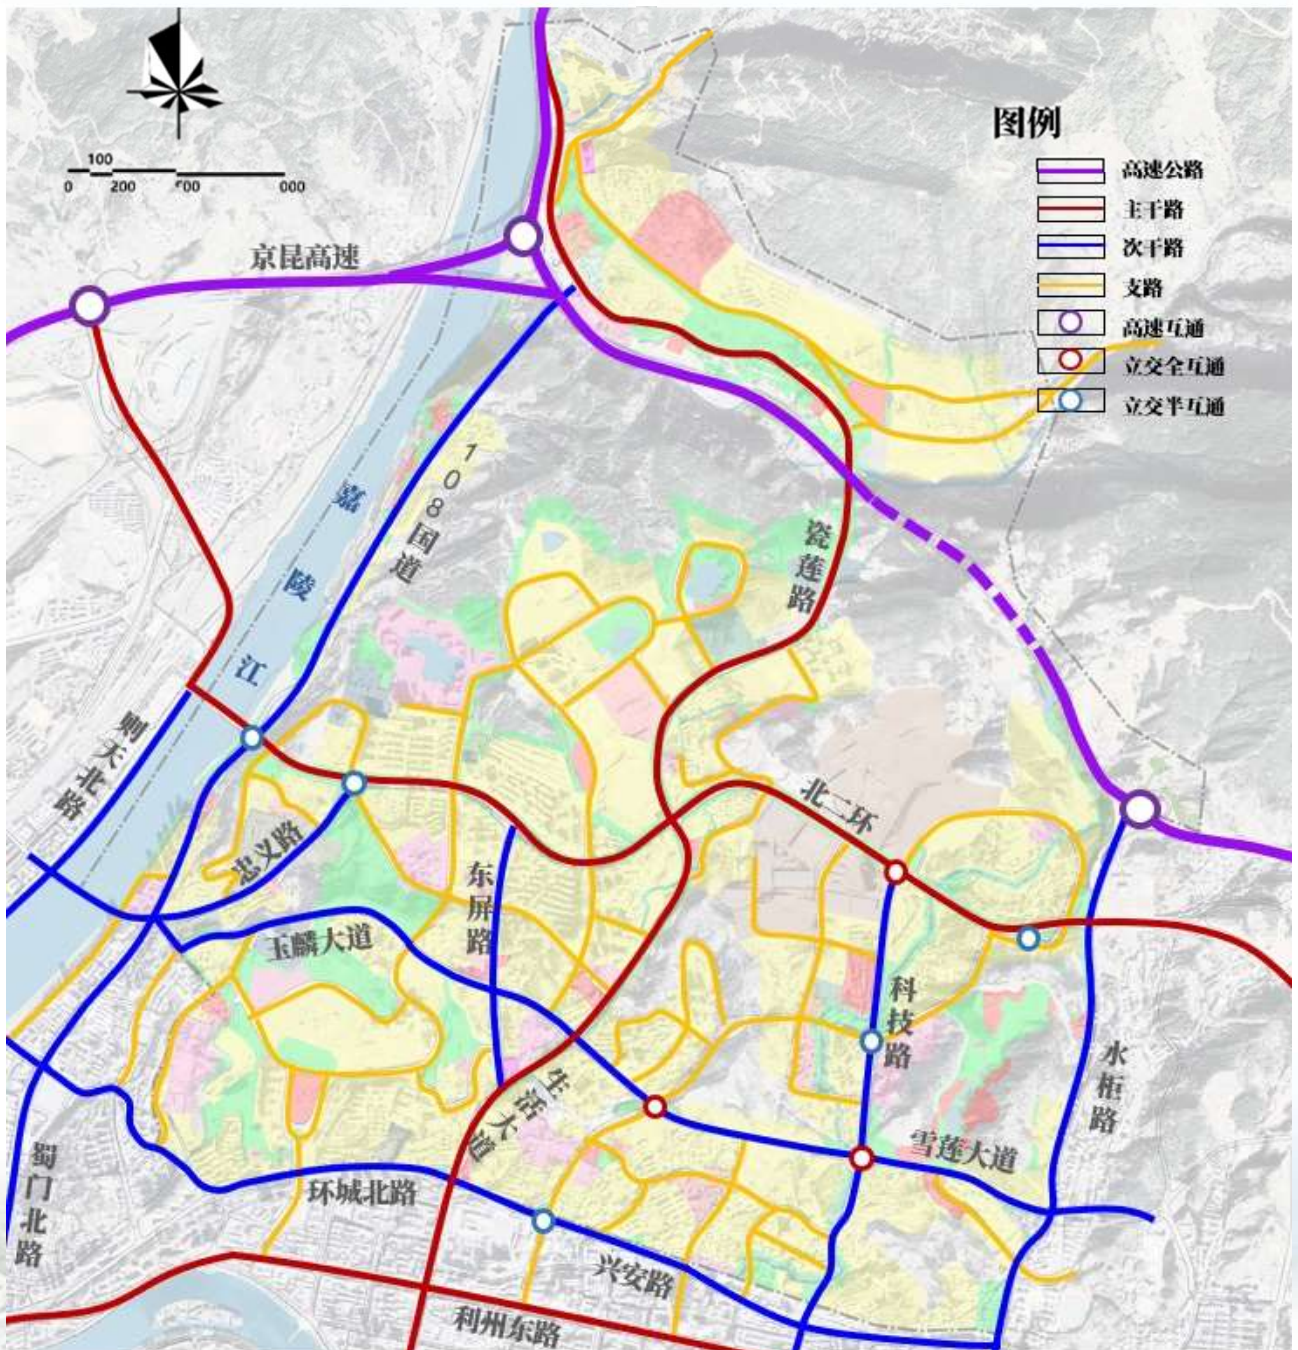 图例
高速公路
主干路
次干路
支路
高速互通
立交全互通
立交半互通
100
0 200 500 000
京昆高速
108国道
嘉陵江
瓷莲路
则天北路
北二环
忠义路
东屏路
玉麟大道
科技路
水柜路
生活大道
雪莲大道
蜀门北路
环城北路
兴安路
利州东路